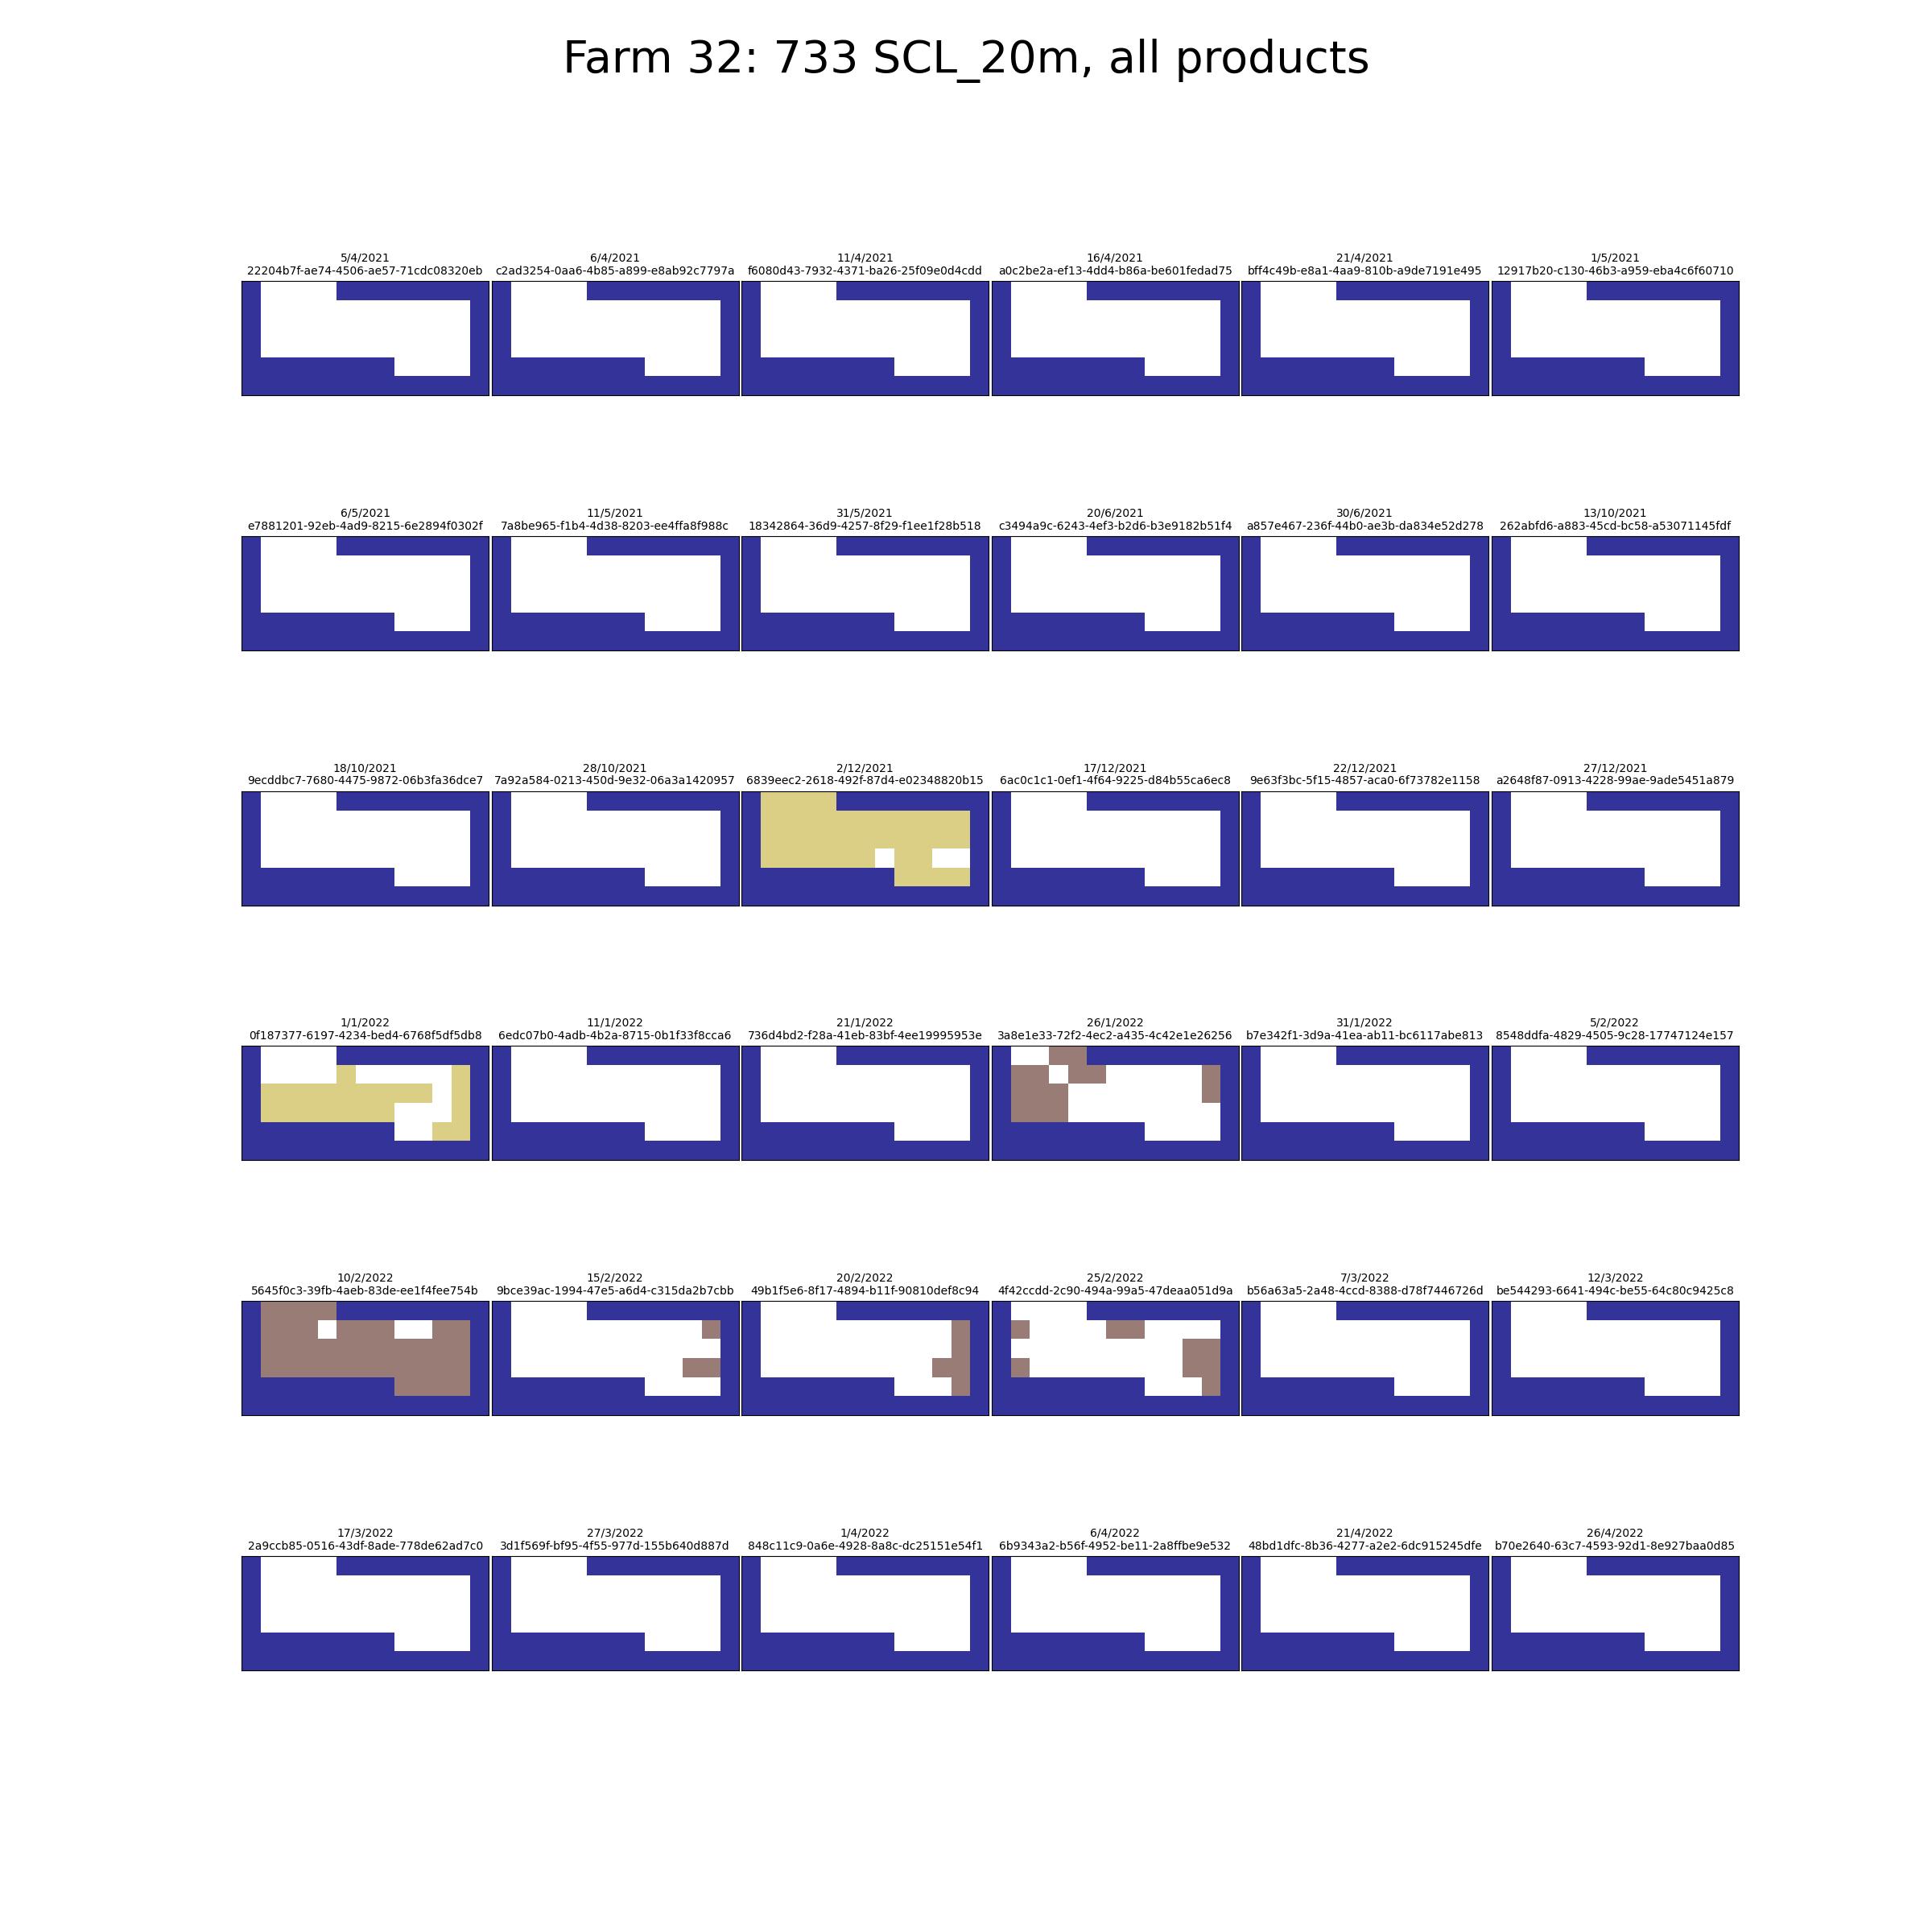 Farm 32: 733 SCL_20m, all products
5/4/2021
22204b7f-ae74-4506-ae57-71cdc08320eb
6/4/2021
c2ad3254-0aa6-4b85-a899-e8ab92c7797a
11/4/2021
f6080d43-7932-4371-ba26-25f09e0d4cdd
16/4/2021
a0c2be2a-ef13-4dd4-b86a-be601fedad75
21/4/2021
bff4c49b-e8a1-4aa9-810b-a9de7191e495
1/5/2021
12917b20-c130-46b3-a959-eba4c6f60710
6/5/2021
e7881201-92eb-4ad9-8215-6e2894f0302f
11/5/2021
7a8be965-f1b4-4d38-8203-ee4ffa8f988c
31/5/2021
18342864-36d9-4257-8f29-f1ee1f28b518
20/6/2021
c3494a9c-6243-4ef3-b2d6-b3e9182b51f4
30/6/2021
a857e467-236f-44b0-ae3b-da834e52d278
13/10/2021
262abfd6-a883-45cd-bc58-a53071145fdf
18/10/2021
9ecddbc7-7680-4475-9872-06b3fa36dce7
28/10/2021
7a92a584-0213-450d-9e32-06a3a1420957
2/12/2021
6839eec2-2618-492f-87d4-e02348820b15
17/12/2021
6ac0c1c1-0ef1-4f64-9225-d84b55ca6ec8
22/12/2021
9e63f3bc-5f15-4857-aca0-6f73782e1158
27/12/2021
a2648f87-0913-4228-99ae-9ade5451a879
1/1/2022
0f187377-6197-4234-bed4-6768f5df5db8
11/1/2022
6edc07b0-4adb-4b2a-8715-0b1f33f8cca6
21/1/2022
736d4bd2-f28a-41eb-83bf-4ee19995953e
26/1/2022
3a8e1e33-72f2-4ec2-a435-4c42e1e26256
31/1/2022
b7e342f1-3d9a-41ea-ab11-bc6117abe813
5/2/2022
8548ddfa-4829-4505-9c28-17747124e157
10/2/2022
5645f0c3-39fb-4aeb-83de-ee1f4fee754b
15/2/2022
9bce39ac-1994-47e5-a6d4-c315da2b7cbb
20/2/2022
49b1f5e6-8f17-4894-b11f-90810def8c94
25/2/2022
4f42ccdd-2c90-494a-99a5-47deaa051d9a
7/3/2022
b56a63a5-2a48-4ccd-8388-d78f7446726d
12/3/2022
be544293-6641-494c-be55-64c80c9425c8
17/3/2022
2a9ccb85-0516-43df-8ade-778de62ad7c0
27/3/2022
3d1f569f-bf95-4f55-977d-155b640d887d
1/4/2022
848c11c9-0a6e-4928-8a8c-dc25151e54f1
6/4/2022
6b9343a2-b56f-4952-be11-2a8ffbe9e532
21/4/2022
48bd1dfc-8b36-4277-a2e2-6dc915245dfe
26/4/2022
b70e2640-63c7-4593-92d1-8e927baa0d85